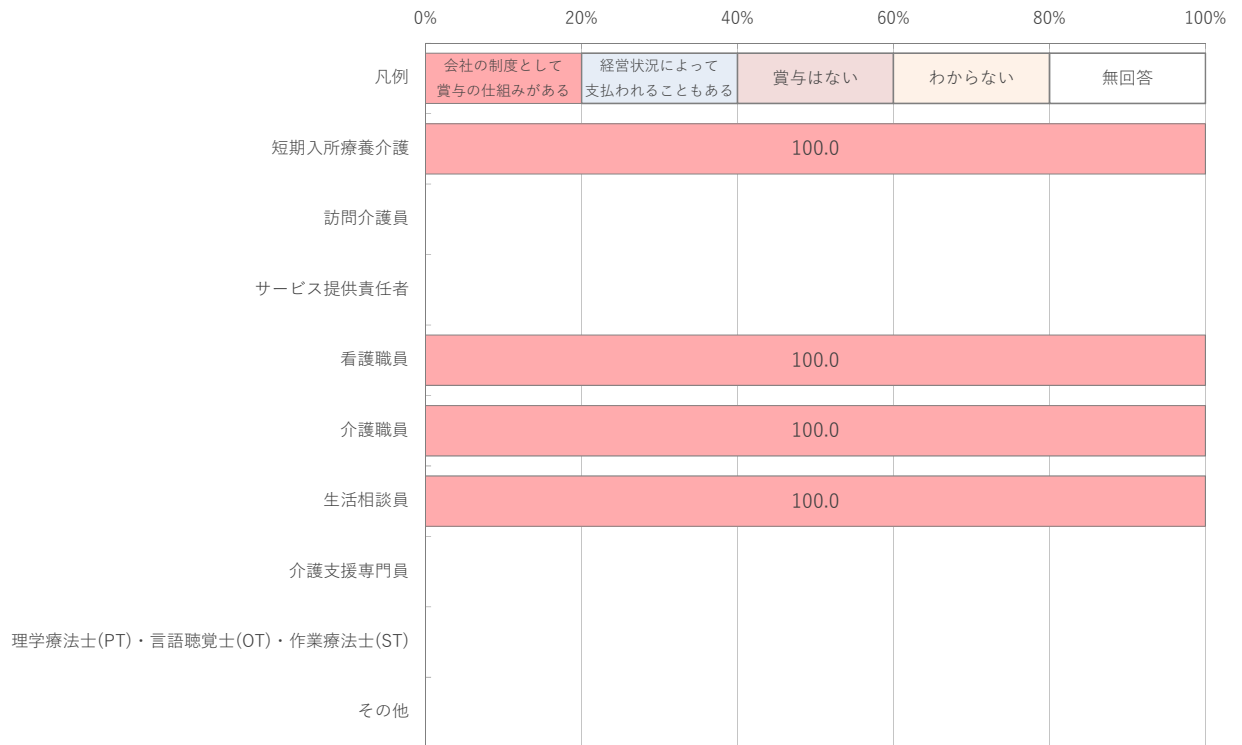 0% 20% 40% 60% 80% 100%
凡例
会社の制度として
賞与の仕組みがある
経営状況によって
支払われることもある
賞与はない
わからない
無回答
短期入所療養介護 100.0
訪問介護員
サービス提供責任者
看護職員 100.0
介護職員 100.0
生活相談員 100.0
介護支援専門員
理学療法士(PT)・言語聴覚士(OT)・作業療法士(ST)
その他